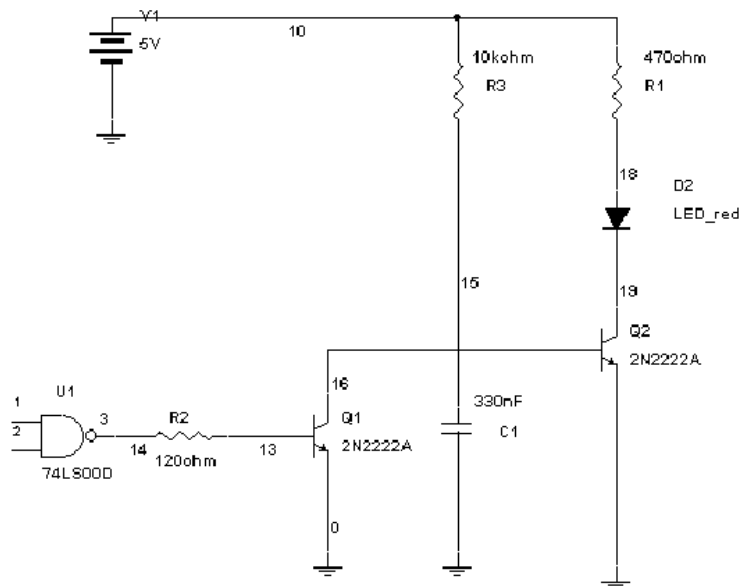 V1
5V
10
10kohm
R3
470ohm
R1
18
D2
LED_red
15
19
Q2
2N2222A
16
330nF
C1
U1
1
2
3
74LS00D
14
R2
120ohm
13
Q1
2N2222A
0